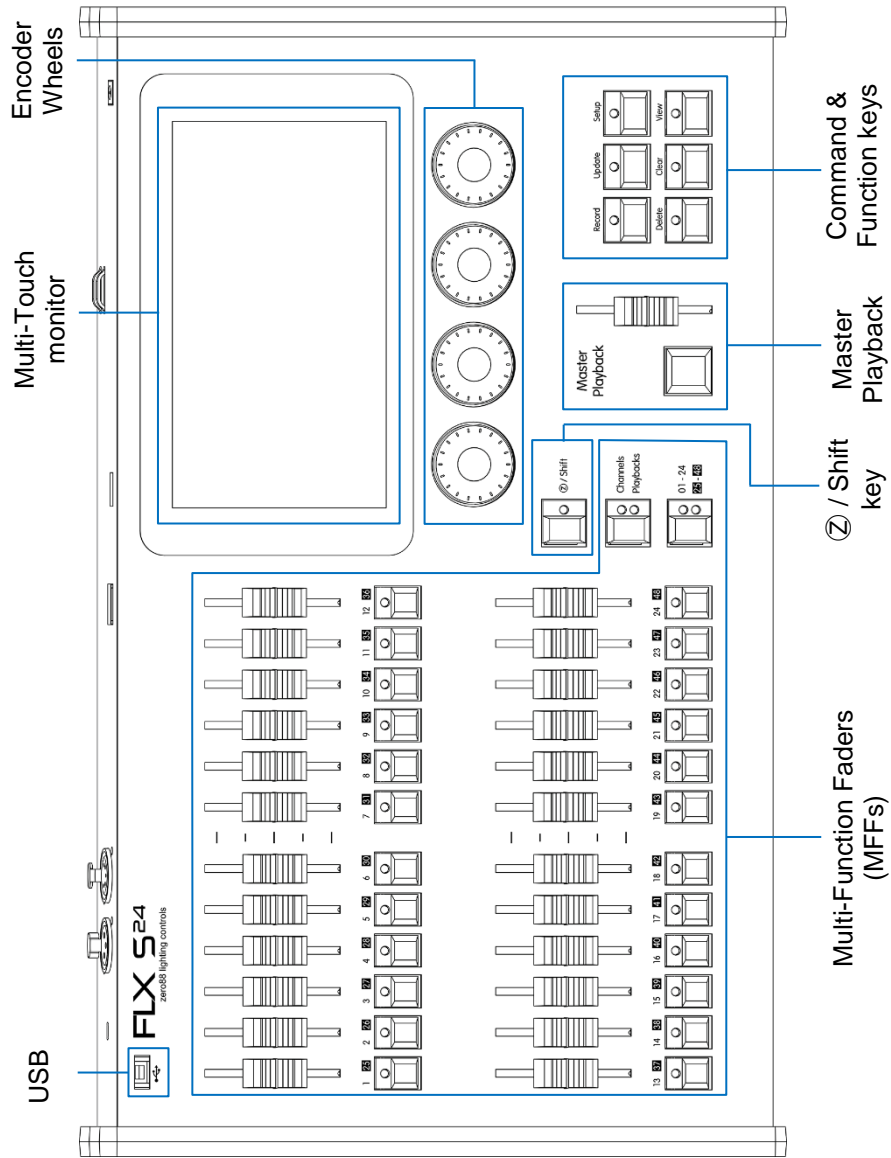 USB
Multi-Touch
monitor
Encoder
Wheels
FLX S24
zero88 lighting controls
1 25
2 26
3 27
4 28
5 29
6 30
7 31
8 32
9 33
10 34
11 35
12 36
13 37
14 38
15 39
16 40
17 41
18 42
19 43
20 44
21 45
22 46
23 47
24 48
Ⓩ / Shift
Channels
Playbacks
01 - 24
25 - 48
Master
Playback
Record
Update
Setup
Delete
Clear
View
Multi-Function Faders
(MFFs)
Ⓩ / Shift
key
Master
Playback
Command &
Function keys